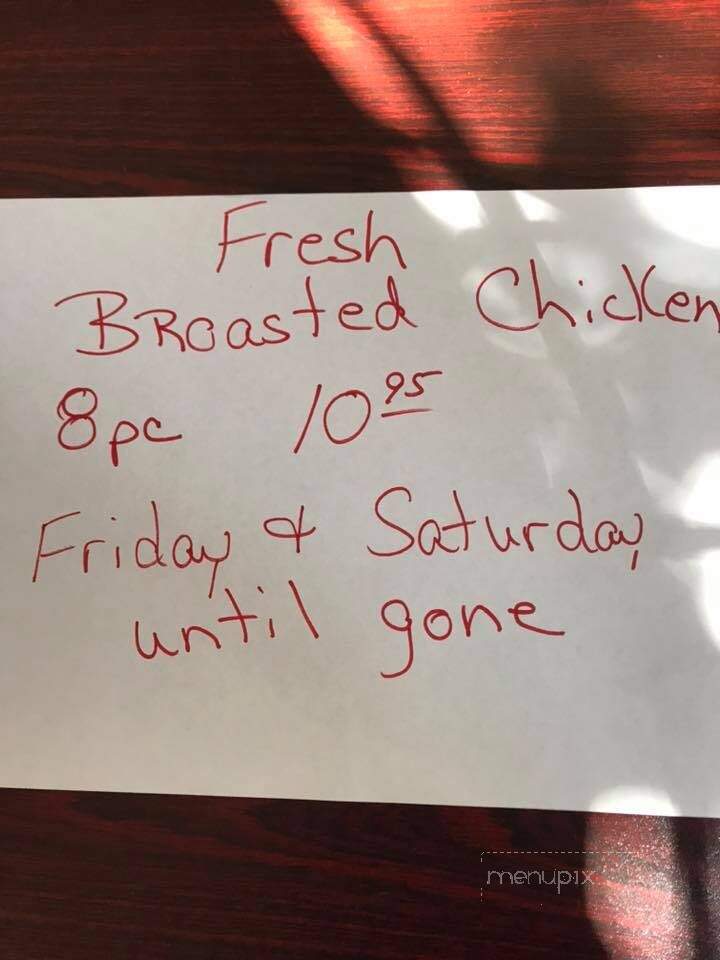 Fresh
BRoasted Chicken
8pc 10 95
Friday & Saturday
until gone
menupix